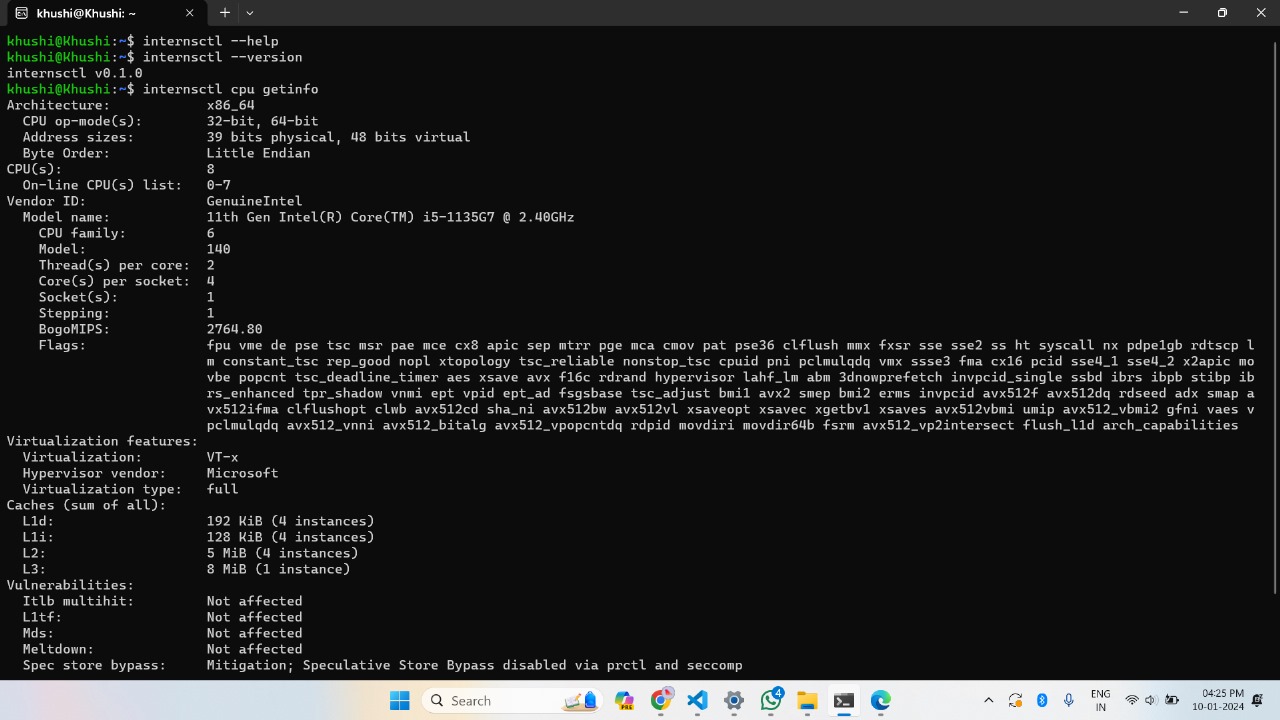 khushi@Khushi: ~
khushi@Khushi:~$ internsctl --help
khushi@Khushi:~$ internsctl --version
internsctl v0.1.0
khushi@Khushi:~$ internsctl cpu getinfo
Architecture: x86_64
CPU op-mode(s): 32-bit, 64-bit
Address sizes: 39 bits physical, 48 bits virtual
Byte Order: Little Endian
CPU(s): 8
On-line CPU(s) list: 0-7
Vendor ID: GenuineIntel
Model name: 11th Gen Intel(R) Core(TM) i5-1135G7 @ 2.40GHz
CPU family: 6
Model: 140
Thread(s) per core: 2
Core(s) per socket: 4
Socket(s): 1
Stepping: 1
BogoMIPS: 2764.80
Flags: fpu vme de pse tsc msr pae mce cx8 apic sep mtrr pge mca cmov pat pse36 clflush mmx fxsr sse sse2 ss ht syscall nx pdpe1gb rdtscp l
m constant_tsc rep_good nopl xtopology tsc_reliable nonstop_tsc cpuid pni pclmulqdq vmx ssse3 fma cx16 pcid sse4_1 sse4_2 x2apic mo
vbe popcnt tsc_deadline_timer aes xsave avx f16c rdrand hypervisor lahf_lm abm 3dnowprefetch invpcid_single ssbd ibrs ibpb stibp ib
rs_enhanced tpr_shadow vnmi ept vpid ept_ad fsgsbase tsc_adjust bmi1 avx2 smep bmi2 erms invpcid avx512f avx512dq rdseed adx smap a
vx512ifma clflushopt clwb avx512cd sha_ni avx512bw avx512vl xsaveopt xsavec xgetbv1 xsaves avx512vbmi umip avx512_vbmi2 gfni vaes v
pclmulqdq avx512_vnni avx512_bitalg avx512_vpopcntdq rdpid movdiri movdir64b fsrm avx512_vp2intersect flush_l1d arch_capabilities
Virtualization features:
Virtualization: VT-x
Hypervisor vendor: Microsoft
Virtualization type: full
Caches (sum of all):
L1d: 192 KiB (4 instances)
L1i: 128 KiB (4 instances)
L2: 5 MiB (4 instances)
L3: 8 MiB (1 instance)
Vulnerabilities:
Itlb multihit: Not affected
L1tf: Not affected
Mds: Not affected
Meltdown: Not affected
Spec store bypass: Mitigation; Speculative Store Bypass disabled via prctl and seccomp
Search
PRE
4
ENG
IN
04:25 PM
10-01-2024